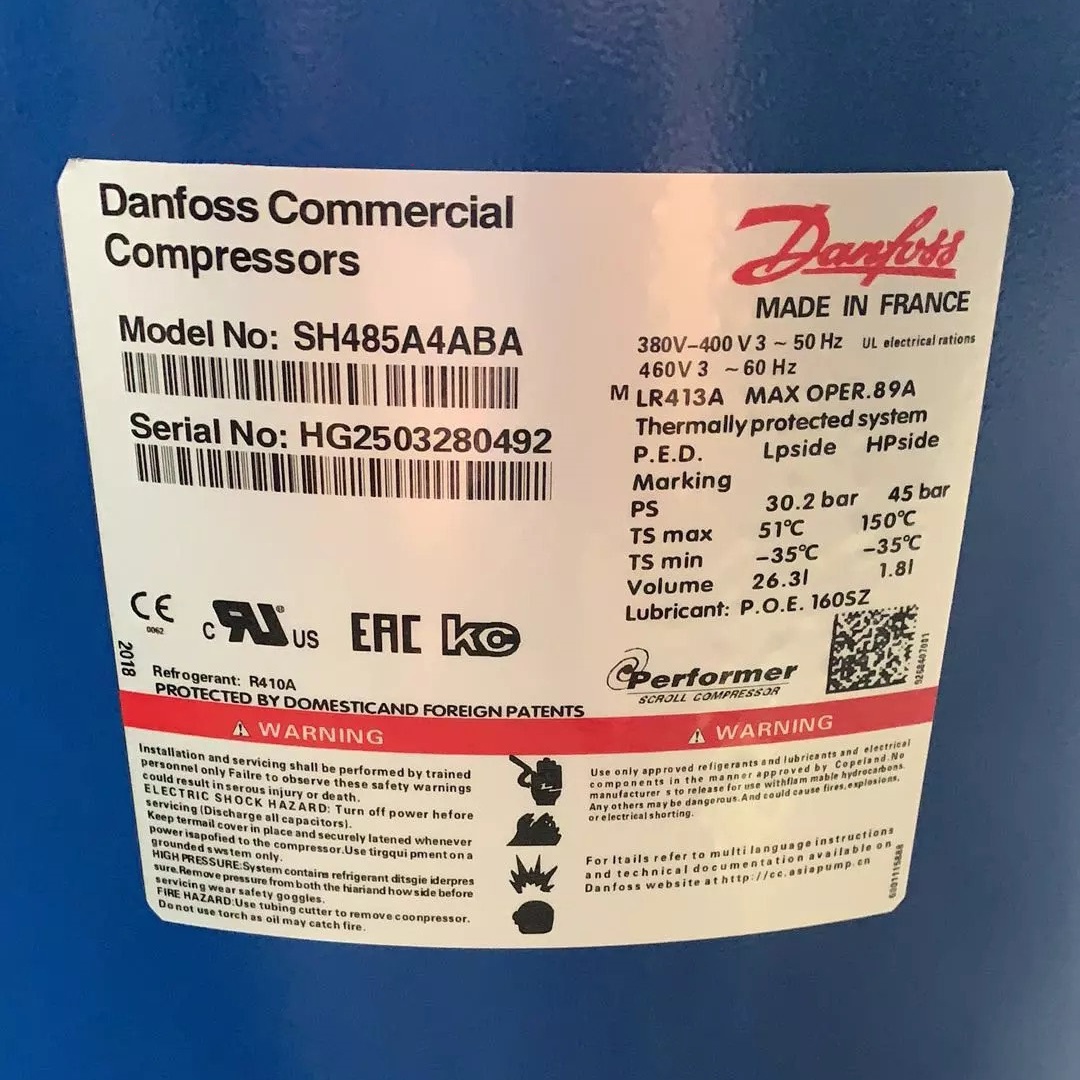 Danfoss Commercial
Compressors
Danfoss
MADE IN FRANCE
Model No: SH485A4ABA
Serial No: HG2503280492
380V–400 V 3 ~ 50 Hz UL electrical rations
460V 3 ~ 60 Hz
M LR413A MAX OPER.89A
Thermally protected system
P.E.D. Lpside HPside
Marking
PS 30.2 bar 45 bar
TS max 51℃ 150℃
TS min –35℃ –35℃
Volume 26.3l 1.8l
Lubricant: P.O.E. 160SZ
CE
0062
c RU US
EAC
KC
2018
Refrogerant: R410A
PROTECTED BY DOMESTICAND FOREIGN PATENTS
Performer
SCROLL COMPRESSOR
WARNING
Installation and servicing shall be performed by trained
personnel only Failre to observe these safety warnings
could result in serous injury or death.
ELECTRIC SHOCK HAZARD: Turn off power hefore
servicing (Discharge all capacitors).
Keep termail cover in place and securely latened whenever
power isapofied to the compressor.Use tirgqui pment on a
grounded swstem only.
HIGH PRESSURE:System contains refrigerant ditsgie iderpres
sure.Remove pressure from both the hiariand how side before
servicing wear safety goggles.
FIRE HAZARD:Use tubing cutter to remove coonpressor.
Do not use torch as oil may catch fire.
WARNING
Use only approved refigerants and lubricants and electrical
components in the manner approved by Copeland.No
manufacturer s to release for use withflam mable hydrocarbons.
Any others may be dangerous.And could cause fires,explosions,
or electrical shorting.
For ltails refer to multi language instructions
and technical documentation available on
Danfoss website at http://cc.asiapump.cn